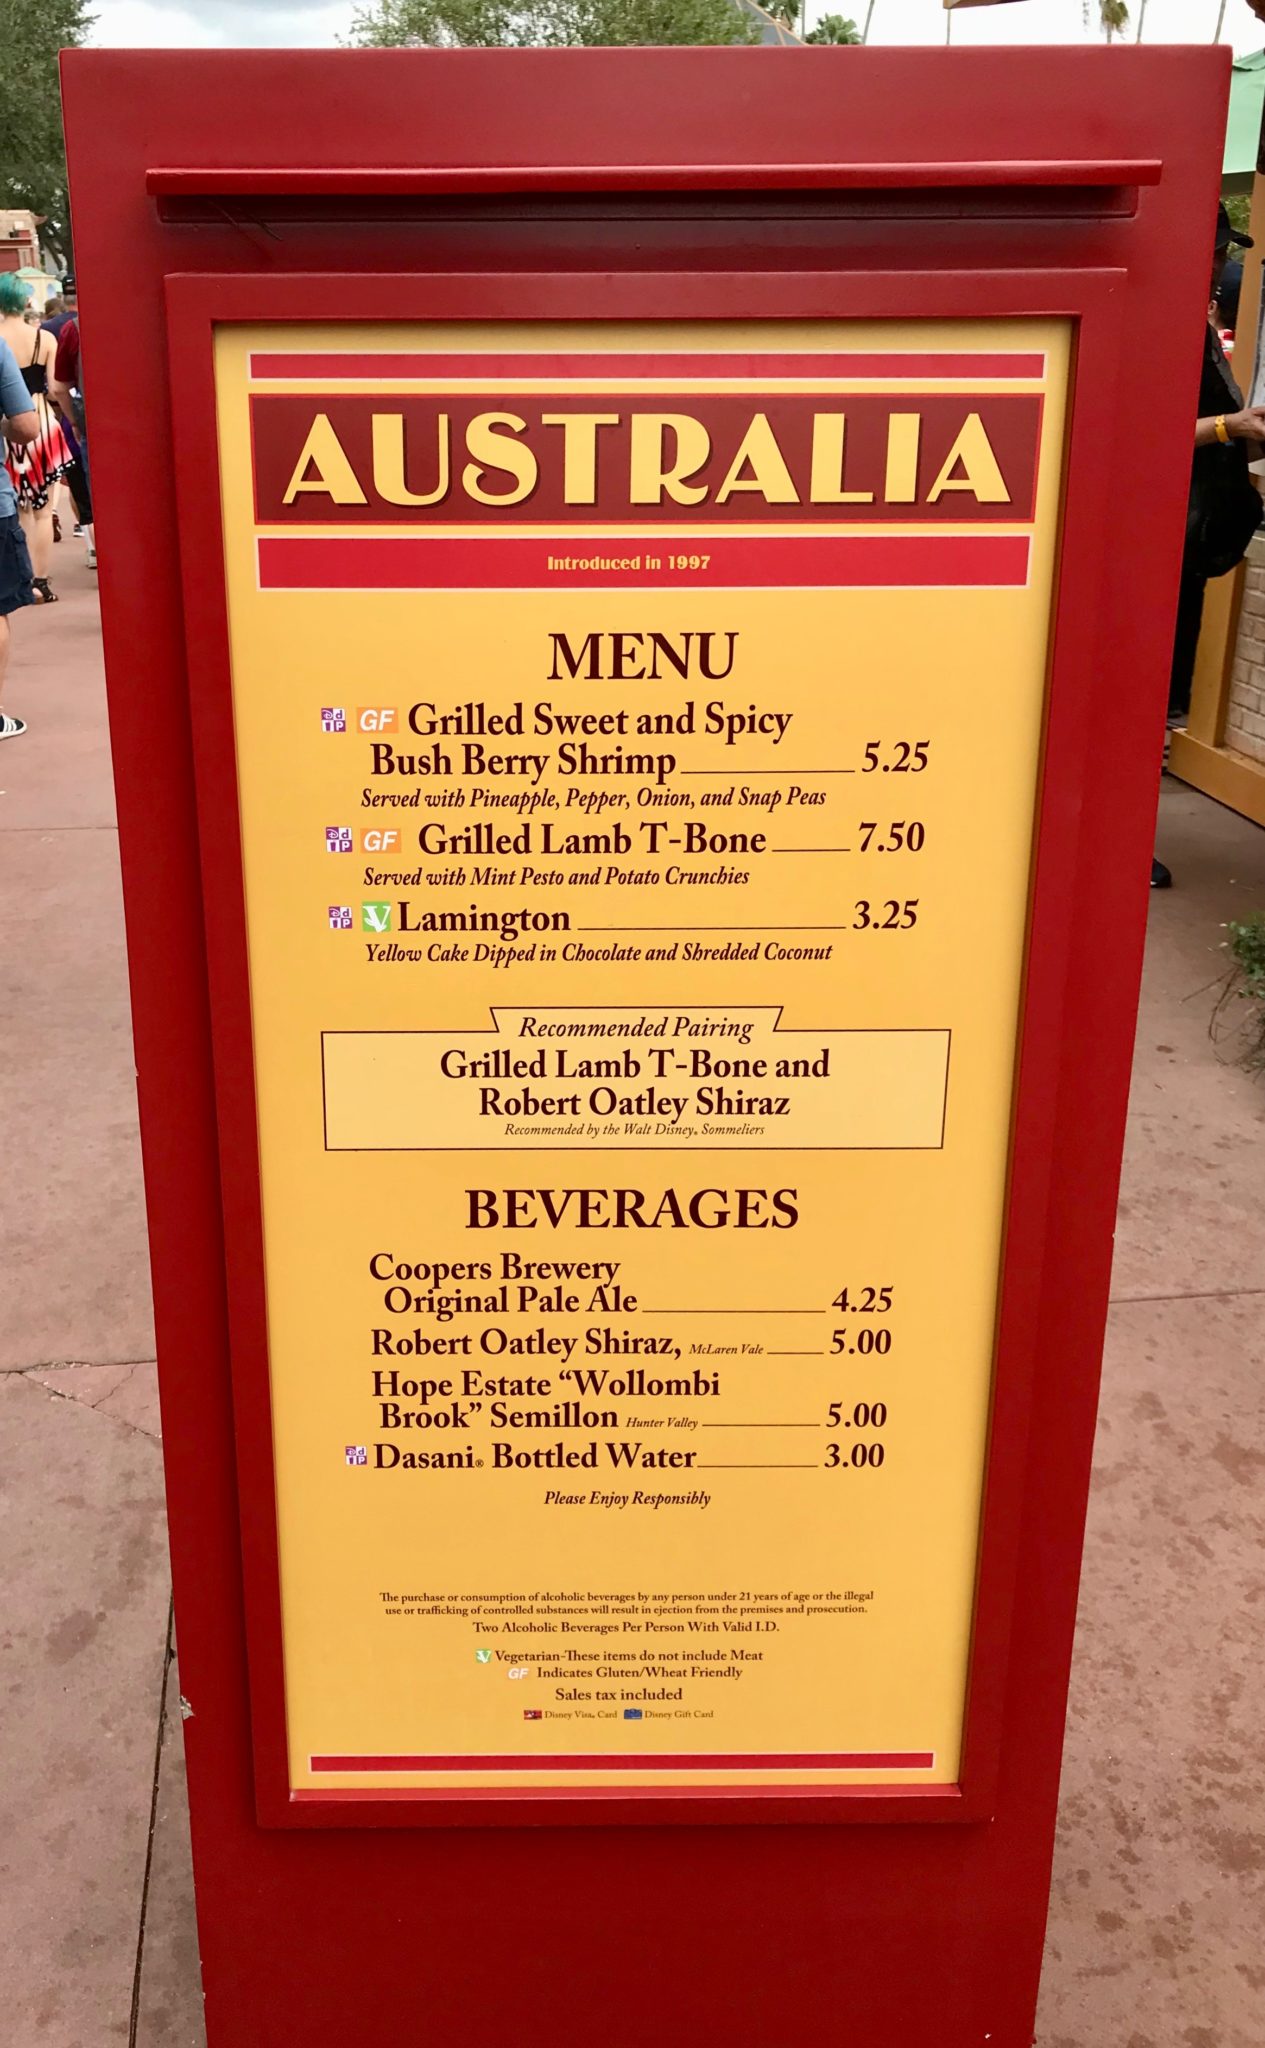 AUSTRALIA
Introduced in 1997
MENU
GF Grilled Sweet and Spicy
Bush Berry Shrimp 5.25
Served with Pineapple, Pepper, Onion, and Snap Peas
GF Grilled Lamb T-Bone 7.50
Served with Mint Pesto and Potato Crunchies
V Lamington 3.25
Yellow Cake Dipped in Chocolate and Shredded Coconut
Recommended Pairing
Grilled Lamb T-Bone and
Robert Oatley Shiraz
Recommended by the Walt Disney® Sommeliers
BEVERAGES
Coopers Brewery
Original Pale Ale 4.25
Robert Oatley Shiraz, McLaren Vale 5.00
Hope Estate “Wollombi
Brook” Semillon Hunter Valley 5.00
Dasani® Bottled Water 3.00
Please Enjoy Responsibly
The purchase or consumption of alcoholic beverages by any person under 21 years of age or the illegal
use or trafficking of controlled substances will result in ejection from the premises and prosecution.
Two Alcoholic Beverages Per Person With Valid I.D.
V Vegetarian-These items do not include Meat
GF Indicates Gluten/Wheat Friendly
Sales tax included
Disney Visa® Card Disney Gift Card